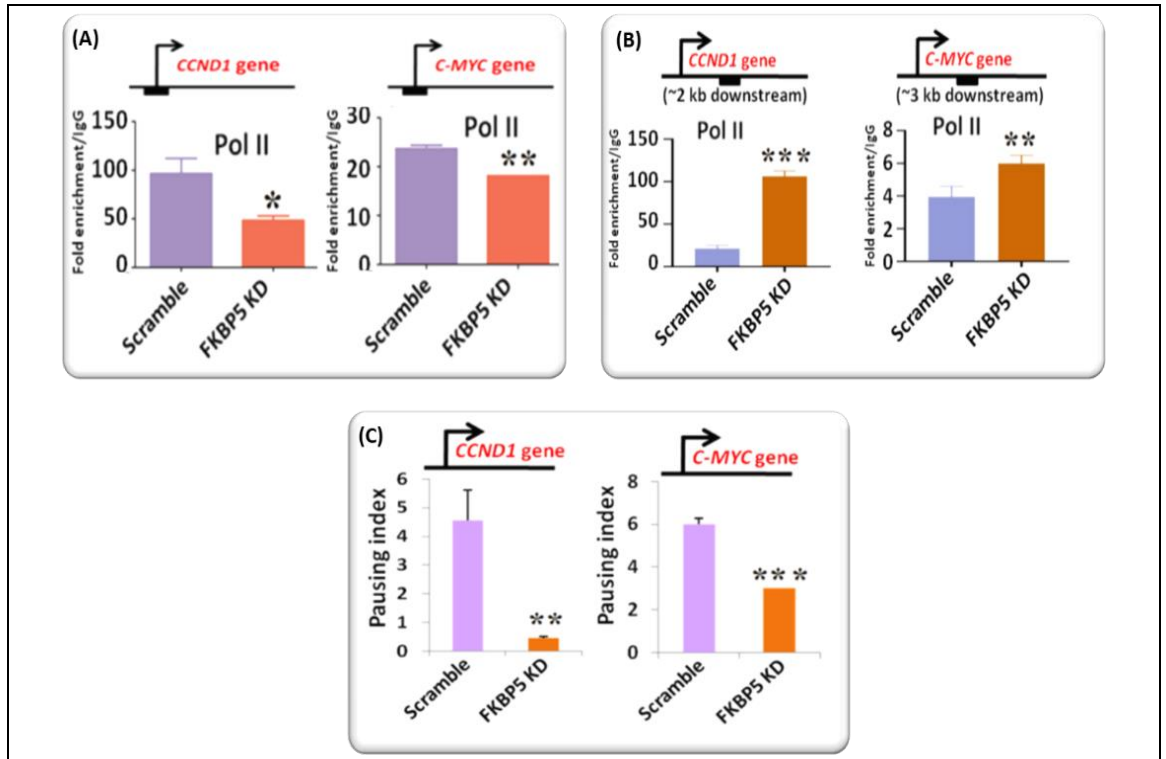 (A)
CCND1 gene
C-MYC gene
Fold enrichment/IgG
150
100
50
0
Pol II
*
Scramble
FKBP5 KD
Fold enrichment/IgG
30
20
10
0
Pol II
**
Scramble
FKBP5 KD
(B)
CCND1 gene
(~2 kb downstream)
C-MYC gene
(~3 kb downstream)
Fold enrichment/IgG
150
100
50
0
Pol II
***
Scramble
FKBP5 KD
Fold enrichment/IgG
8
6
4
2
0
Pol II
**
Scramble
FKBP5 KD
(C)
CCND1 gene
Pausing index
6
5
4
3
2
1
0
**
Scramble
FKBP5 KD
C-MYC gene
Pausing index
8
6
4
2
0
***
Scramble
FKBP5 KD